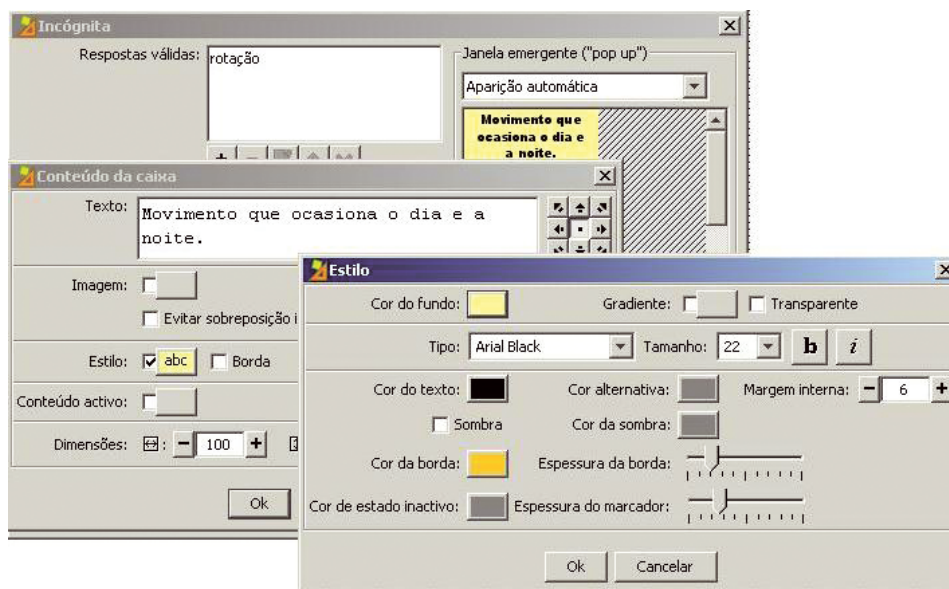 Incógnita
Respostas válidas:
rotação
Janela emergente ("pop up")
Aparição automática
Movimento que
ocasiona o dia e
a noite.
Conteúdo da caixa
Texto:
Movimento que ocasiona o dia e a
noite.
Imagem:
Evitar sobreposição
Estilo: abc Borda
Conteúdo activo:
Dimensões: : - 100 +
Ok
Estilo
Cor do fundo: Gradiente: Transparente
Tipo: Arial Black Tamanho: 22 b i
Cor do texto: Cor alternativa: Margem interna: - 6 +
Sombra Cor da sombra:
Cor da borda: Espessura da borda:
Cor de estado inactivo: Espessura do marcador:
Ok Cancelar